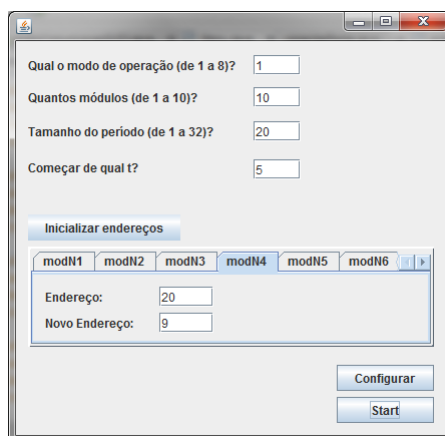 Qual o modo de operação (de 1 a 8)? 1
Quantos módulos (de 1 a 10)? 10
Tamanho do período (de 1 a 32)? 20
Começar de qual t? 5
Inicializar endereços
modN1 modN2 modN3 modN4 modN5 modN6
Endereço: 20
Novo Endereço: 9
Configurar
Start